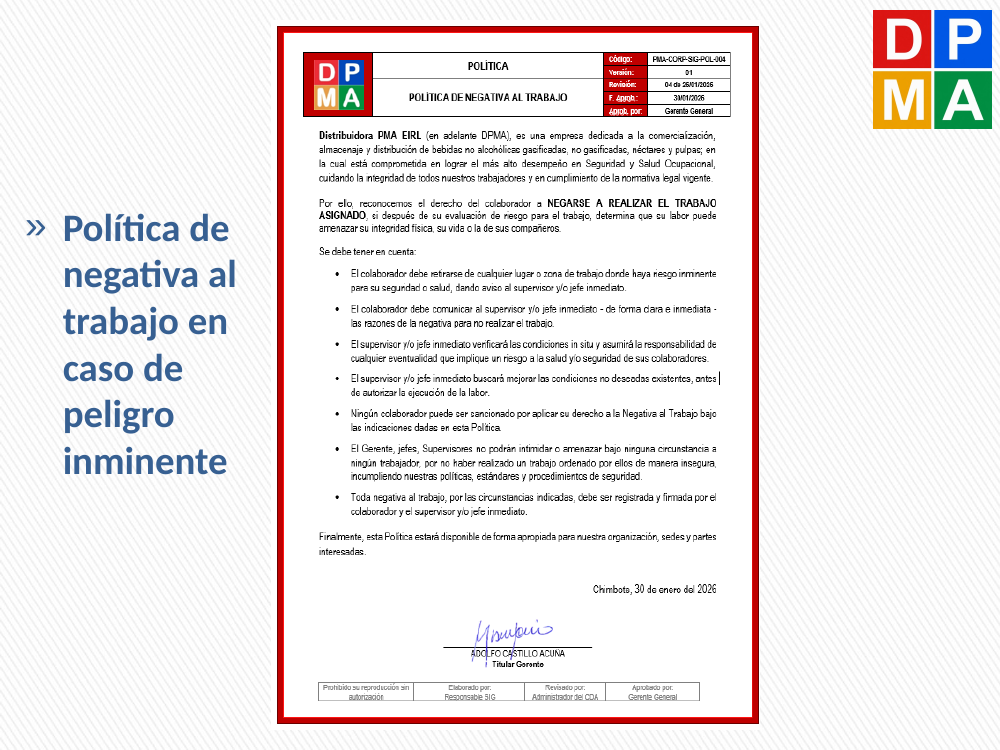 D P
M A
» Política de
negativa al
trabajo en
caso de
peligro
inminente
D P
M A
POLÍTICA
POLÍTICA DE NEGATIVA AL TRABAJO
Código: PMA-CORP-SIG-POL-004
Versión: 01
Revisión: 04 de 26/01/2026
F. Aprob.: 30/01/2026
Aprob. por: Gerente General
Distribuidora PMA EIRL (en adelante DPMA), es una empresa dedicada a la comercialización,
almacenaje y distribución de bebidas no alcohólicas gasificadas, no gasificadas, néctares y pulpas; en
la cual está comprometida en lograr el más alto desempeño en Seguridad y Salud Ocupacional,
cuidando la integridad de todos nuestros trabajadores y en cumplimiento de la normativa legal vigente.
Por ello, reconocemos el derecho del colaborador a NEGARSE A REALIZAR EL TRABAJO
ASIGNADO, si después de su evaluación de riesgo para el trabajo, determina que su labor puede
amenazar su integridad física, su vida o la de sus compañeros.
Se debe tener en cuenta:
• El colaborador debe retirarse de cualquier lugar o zona de trabajo donde haya riesgo inminente
para su seguridad o salud, dando aviso al supervisor y/o jefe inmediato.
• El colaborador debe comunicar al supervisor y/o jefe inmediato - de forma clara e inmediata -
las razones de la negativa para no realizar el trabajo.
• El supervisor y/o jefe inmediato verificará las condiciones in situ y asumirá la responsabilidad de
cualquier eventualidad que implique un riesgo a la salud y/o seguridad de sus colaboradores.
• El supervisor y/o jefe inmediato buscará mejorar las condiciones no deseadas existentes, antes
de autorizar la ejecución de la labor.
• Ningún colaborador puede ser sancionado por aplicar su derecho a la Negativa al Trabajo bajo
las indicaciones dadas en esta Política.
• El Gerente, jefes, Supervisores no podrán intimidar o amenazar bajo ninguna circunstancia a
ningún trabajador, por no haber realizado un trabajo ordenado por ellos de manera insegura,
incumpliendo nuestras políticas, estándares y procedimientos de seguridad.
• Toda negativa al trabajo, por las circunstancias indicadas, debe ser registrada y firmada por el
colaborador y el supervisor y/o jefe inmediato.
Finalmente, esta Política estará disponible de forma apropiada para nuestra organización, sedes y partes
interesadas.
Chimbote, 30 de enero del 2026
ADOLFO CASTILLO ACUÑA
Titular Gerente
Prohibido su reproducción sin
autorización
Elaborado por:
Responsable SIG
Revisado por:
Administrador del CDA
Aprobado por:
Gerente General